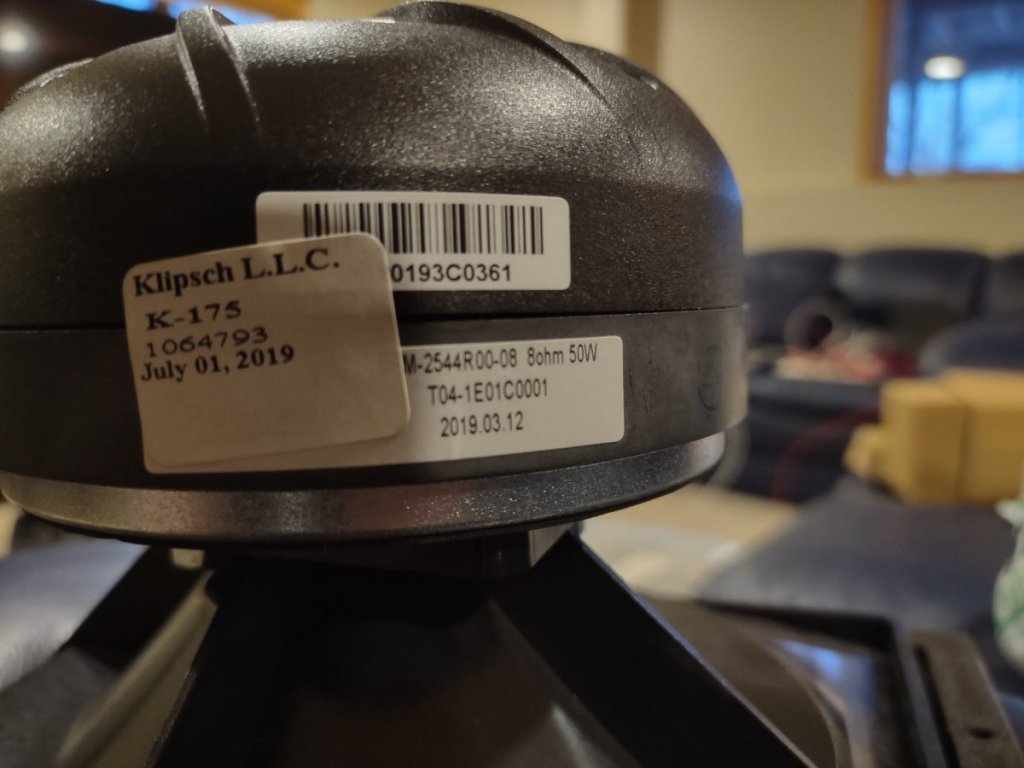 Klipsch L.L.C.
K-175
1064793
July 01, 2019
0193C0361
M-2544R00-08 8ohm 50W
T04-1E01C0001
2019.03.12